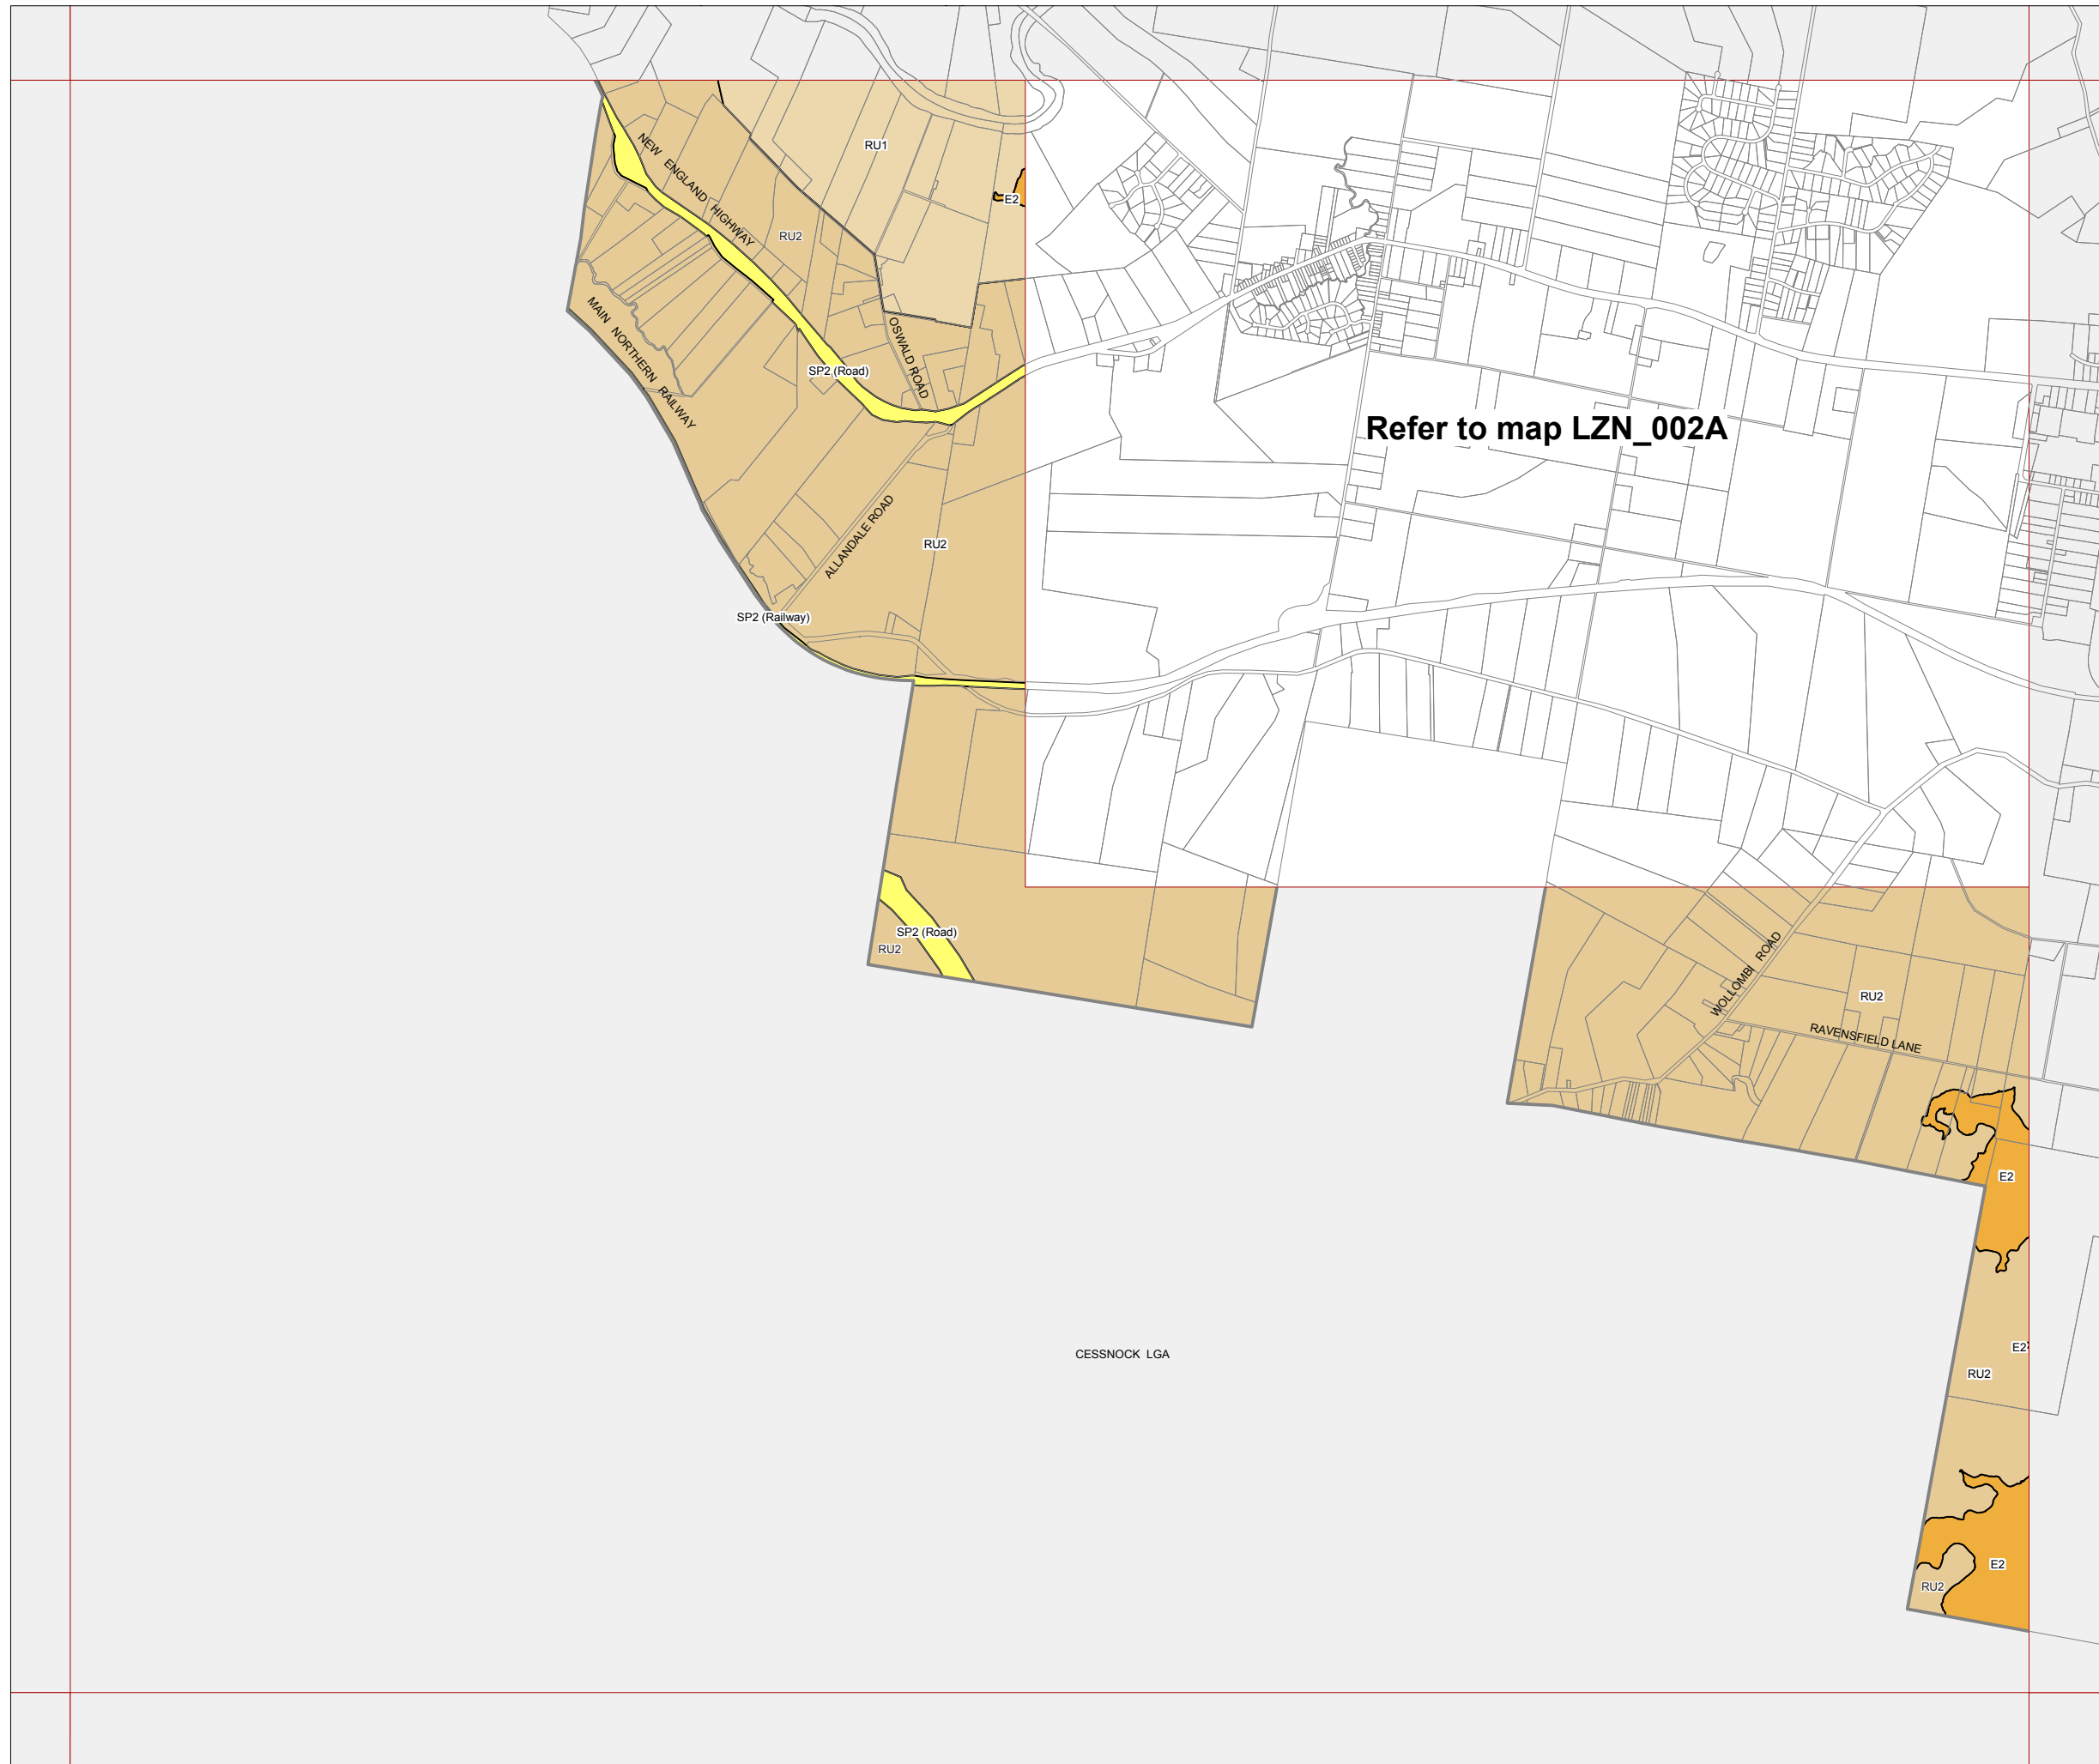 RU1
NEW ENGLAND HIGHWAY
E2
RU2
MAIN NORTHERN RAILWAY
OSWALD ROAD
SP2 (Road)
Refer to map LZN_002A
ALLANDALE ROAD
RU2
SP2 (Railway)
SP2 (Road)
RU2
WOLLOMBI ROAD
RU2
RAVENSFIELD LANE
E2
E2
CESSNOCK LGA
RU2
E2
RU2